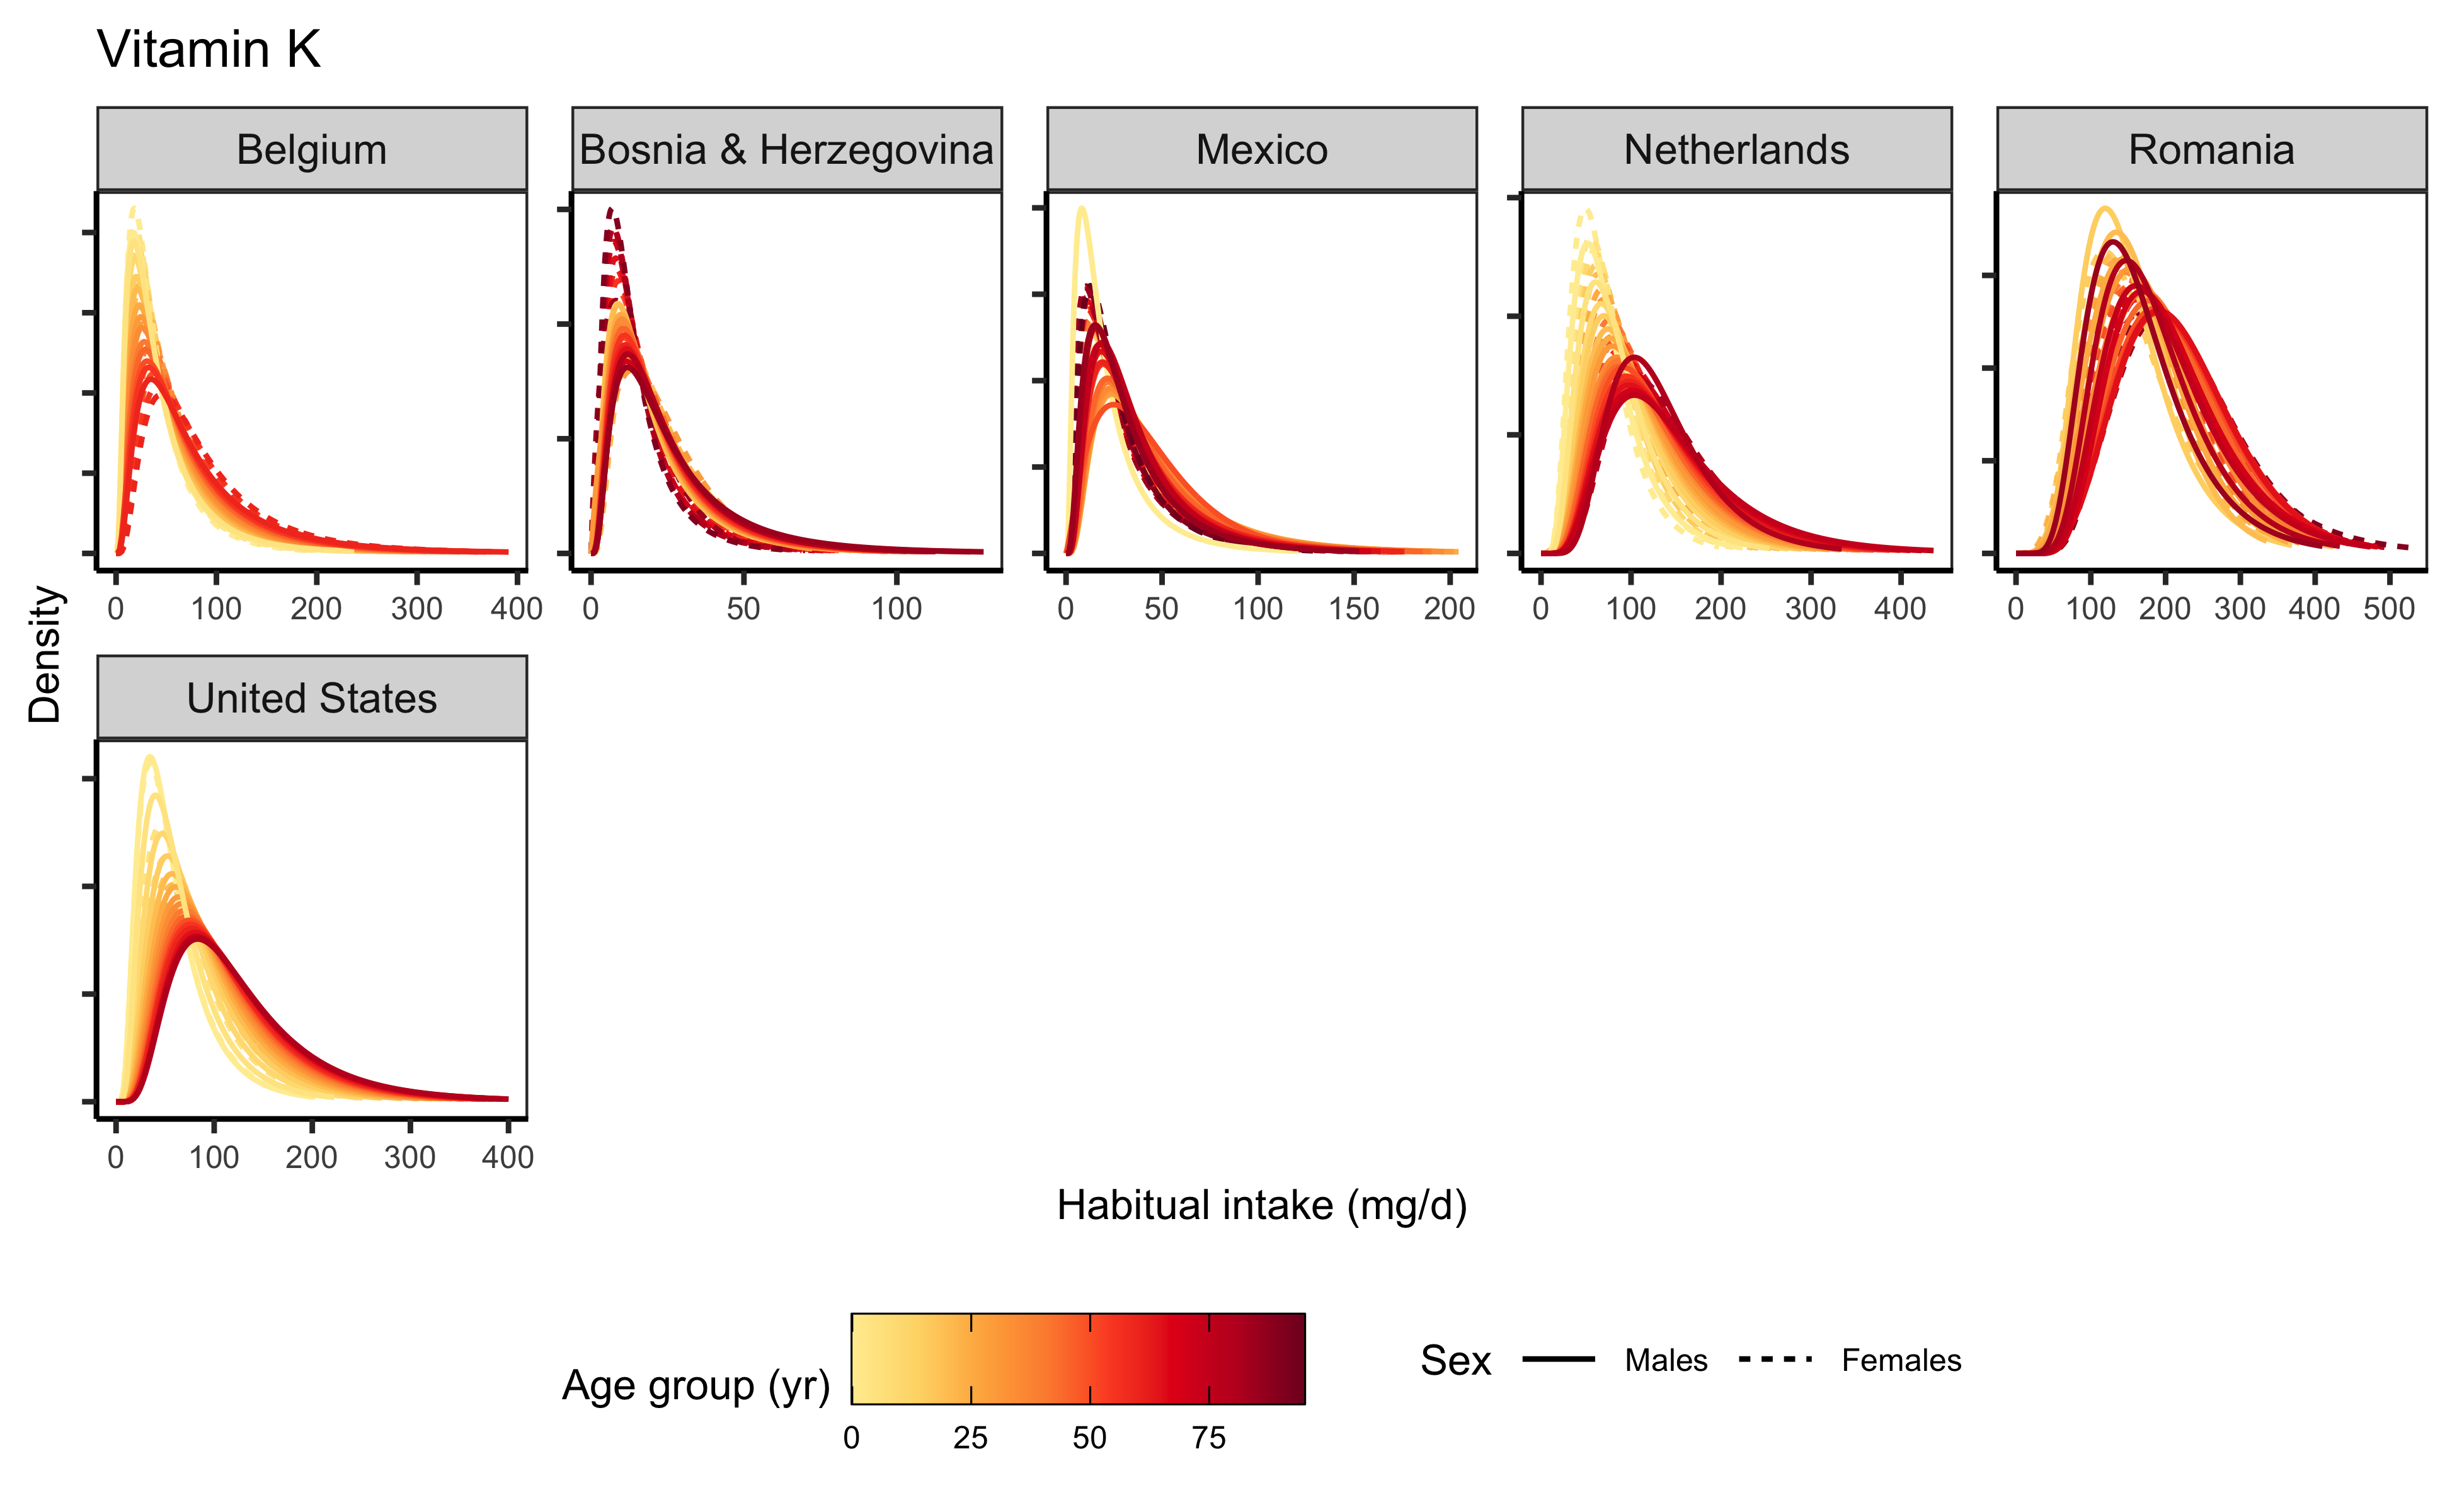 Vitamin K
Belgium
Bosnia & Herzegovina
Mexico
Netherlands
Romania
0 100 200 300 400
0 50 100
0 50 100 150 200
0 100 200 300 400
0 100 200 300 400 500
Density
United States
0 100 200 300 400
Habitual intake (mg/d)
Age group (yr)
0 25 50 75
Sex Males Females